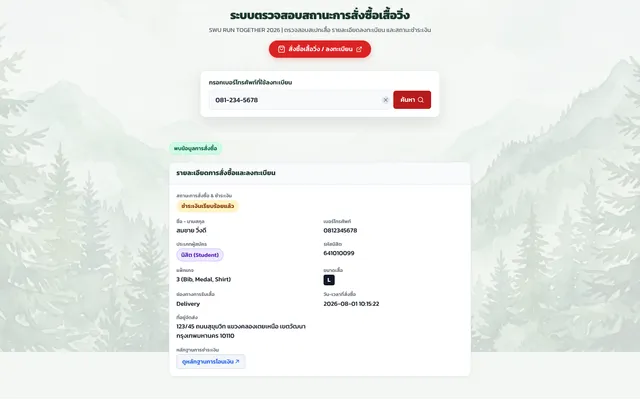 ระบบตรวจสอบสถานะการสั่งซื้อเสื้อวิ่ง
SWU RUN TOGETHER 2026 | ตรวจสอบสเปกเสื้อ รายละเอียดลงทะเบียน และสถานะชำระเงิน
สั่งซื้อเสื้อวิ่ง / ลงทะเบียน
กรอกเบอร์โทรศัพท์ที่ใช้ลงทะเบียน
081-234-5678
ค้นหา
พบข้อมูลการสั่งซื้อ
รายละเอียดการสั่งซื้อและลงทะเบียน
สถานะการสั่งซื้อ & ชำระเงิน
ชำระเงินเรียบร้อยแล้ว
ชื่อ - นามสกุล
สมชาย วิ่งดี
เบอร์โทรศัพท์
0812345678
ประเภทผู้สมัคร
นิสิต (Student)
รหัสนิสิต
641010099
แพ็กเกจ
3 (Bib, Medal, Shirt)
ขนาดเสื้อ
L
ช่องทางการรับเสื้อ
Delivery
วัน-เวลาที่สั่งซื้อ
2026-08-01 10:15:22
ที่อยู่จัดส่ง
123/45 ถนนสุขุมวิท แขวงคลองเตยเหนือ เขตวัฒนา
กรุงเทพมหานคร 10110
หลักฐานการชำระเงิน
ดูหลักฐานการโอนเงิน ↗